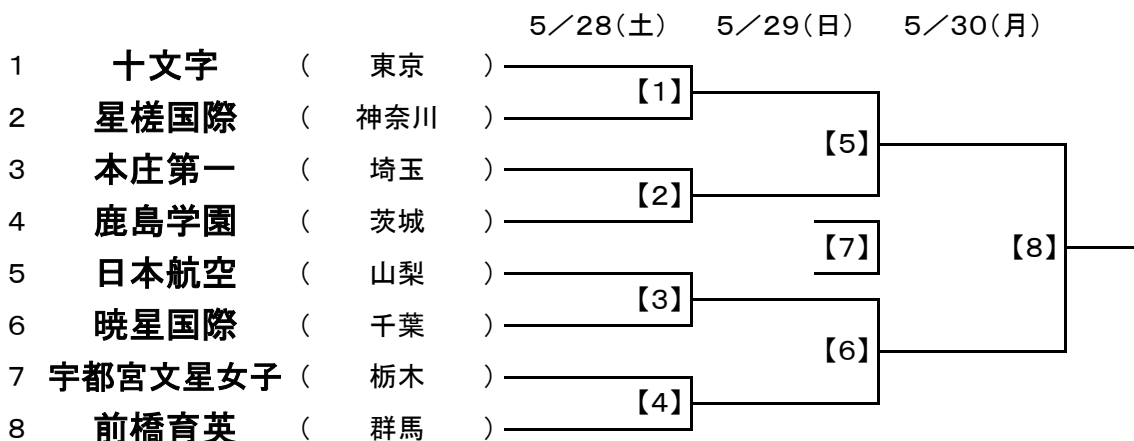 5／28(土) 5／29(日) 5／30(月)
1 十文字 ( 東京 )
【1】
2 星槎国際 ( 神奈川 )
【5】
3 本庄第一 ( 埼玉 )
【2】
4 鹿島学園 ( 茨城 )
【7】 【8】
5 日本航空 ( 山梨 )
【3】
6 暁星国際 ( 千葉 )
【6】
7 宇都宮文星女子 ( 栃木 )
【4】
8 前橋育英 ( 群馬 )